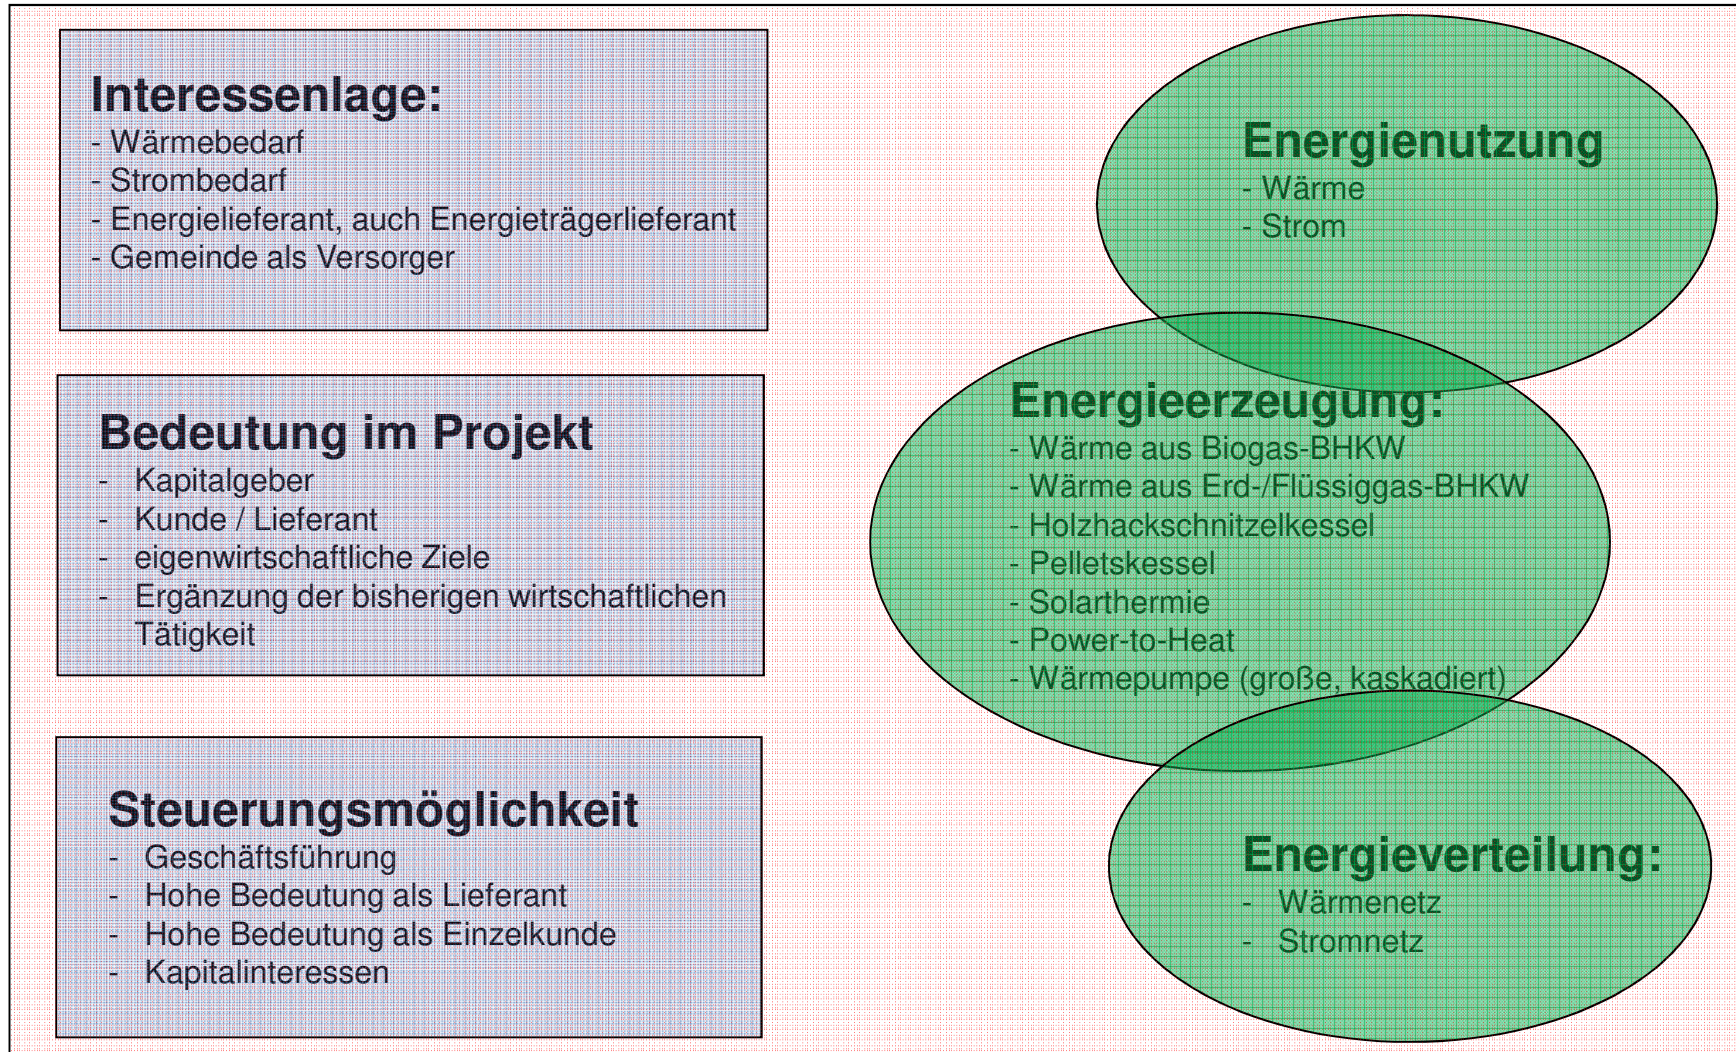 Interessenlage:
- Wärmebedarf
- Strombedarf
- Energielieferant, auch Energieträgerlieferant
- Gemeinde als Versorger
Bedeutung im Projekt
- Kapitalgeber
- Kunde / Lieferant
- eigenwirtschaftliche Ziele
- Ergänzung der bisherigen wirtschaftlichen
Tätigkeit
Steuerungsmöglichkeit
- Geschäftsführung
- Hohe Bedeutung als Lieferant
- Hohe Bedeutung als Einzelkunde
- Kapitalinteressen
Energienutzung
- Wärme
- Strom
Energieerzeugung:
- Wärme aus Biogas-BHKW
- Wärme aus Erd-/Flüssiggas-BHKW
- Holzhackschnitzelkessel
- Pelletskessel
- Solarthermie
- Power-to-Heat
- Wärmepumpe (große, kaskadiert)
Energieverteilung:
- Wärmenetz
- Stromnetz